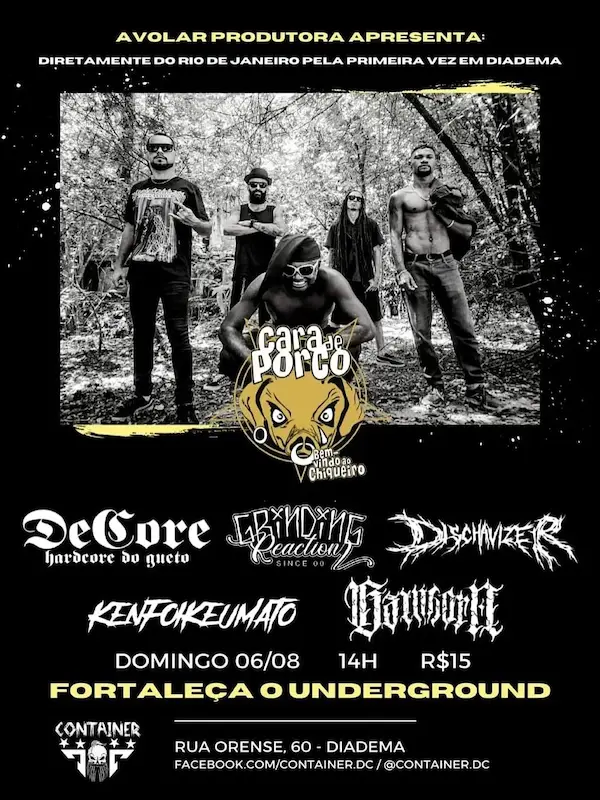 AVOLAR PRODUTORA APRESENTA:
DIRETAMENTE DO RIO DE JANEIRO PELA PRIMEIRA VEZ EM DIADEMA
cara de
porco
Bem-
vindo ao
Chiqueiro
DeCore
hardcore do gueto
GRINDING
Reaction
SINCE 00
DISCHAVIZER
KENFOIKEUMATO
DOMINGO 06/08 14H R$15
FORTALEÇA O UNDERGROUND
CONTAINER
RUA ORENSE, 60 - DIADEMA
FACEBOOK.COM/CONTAINER.DC / @CONTAINER.DC